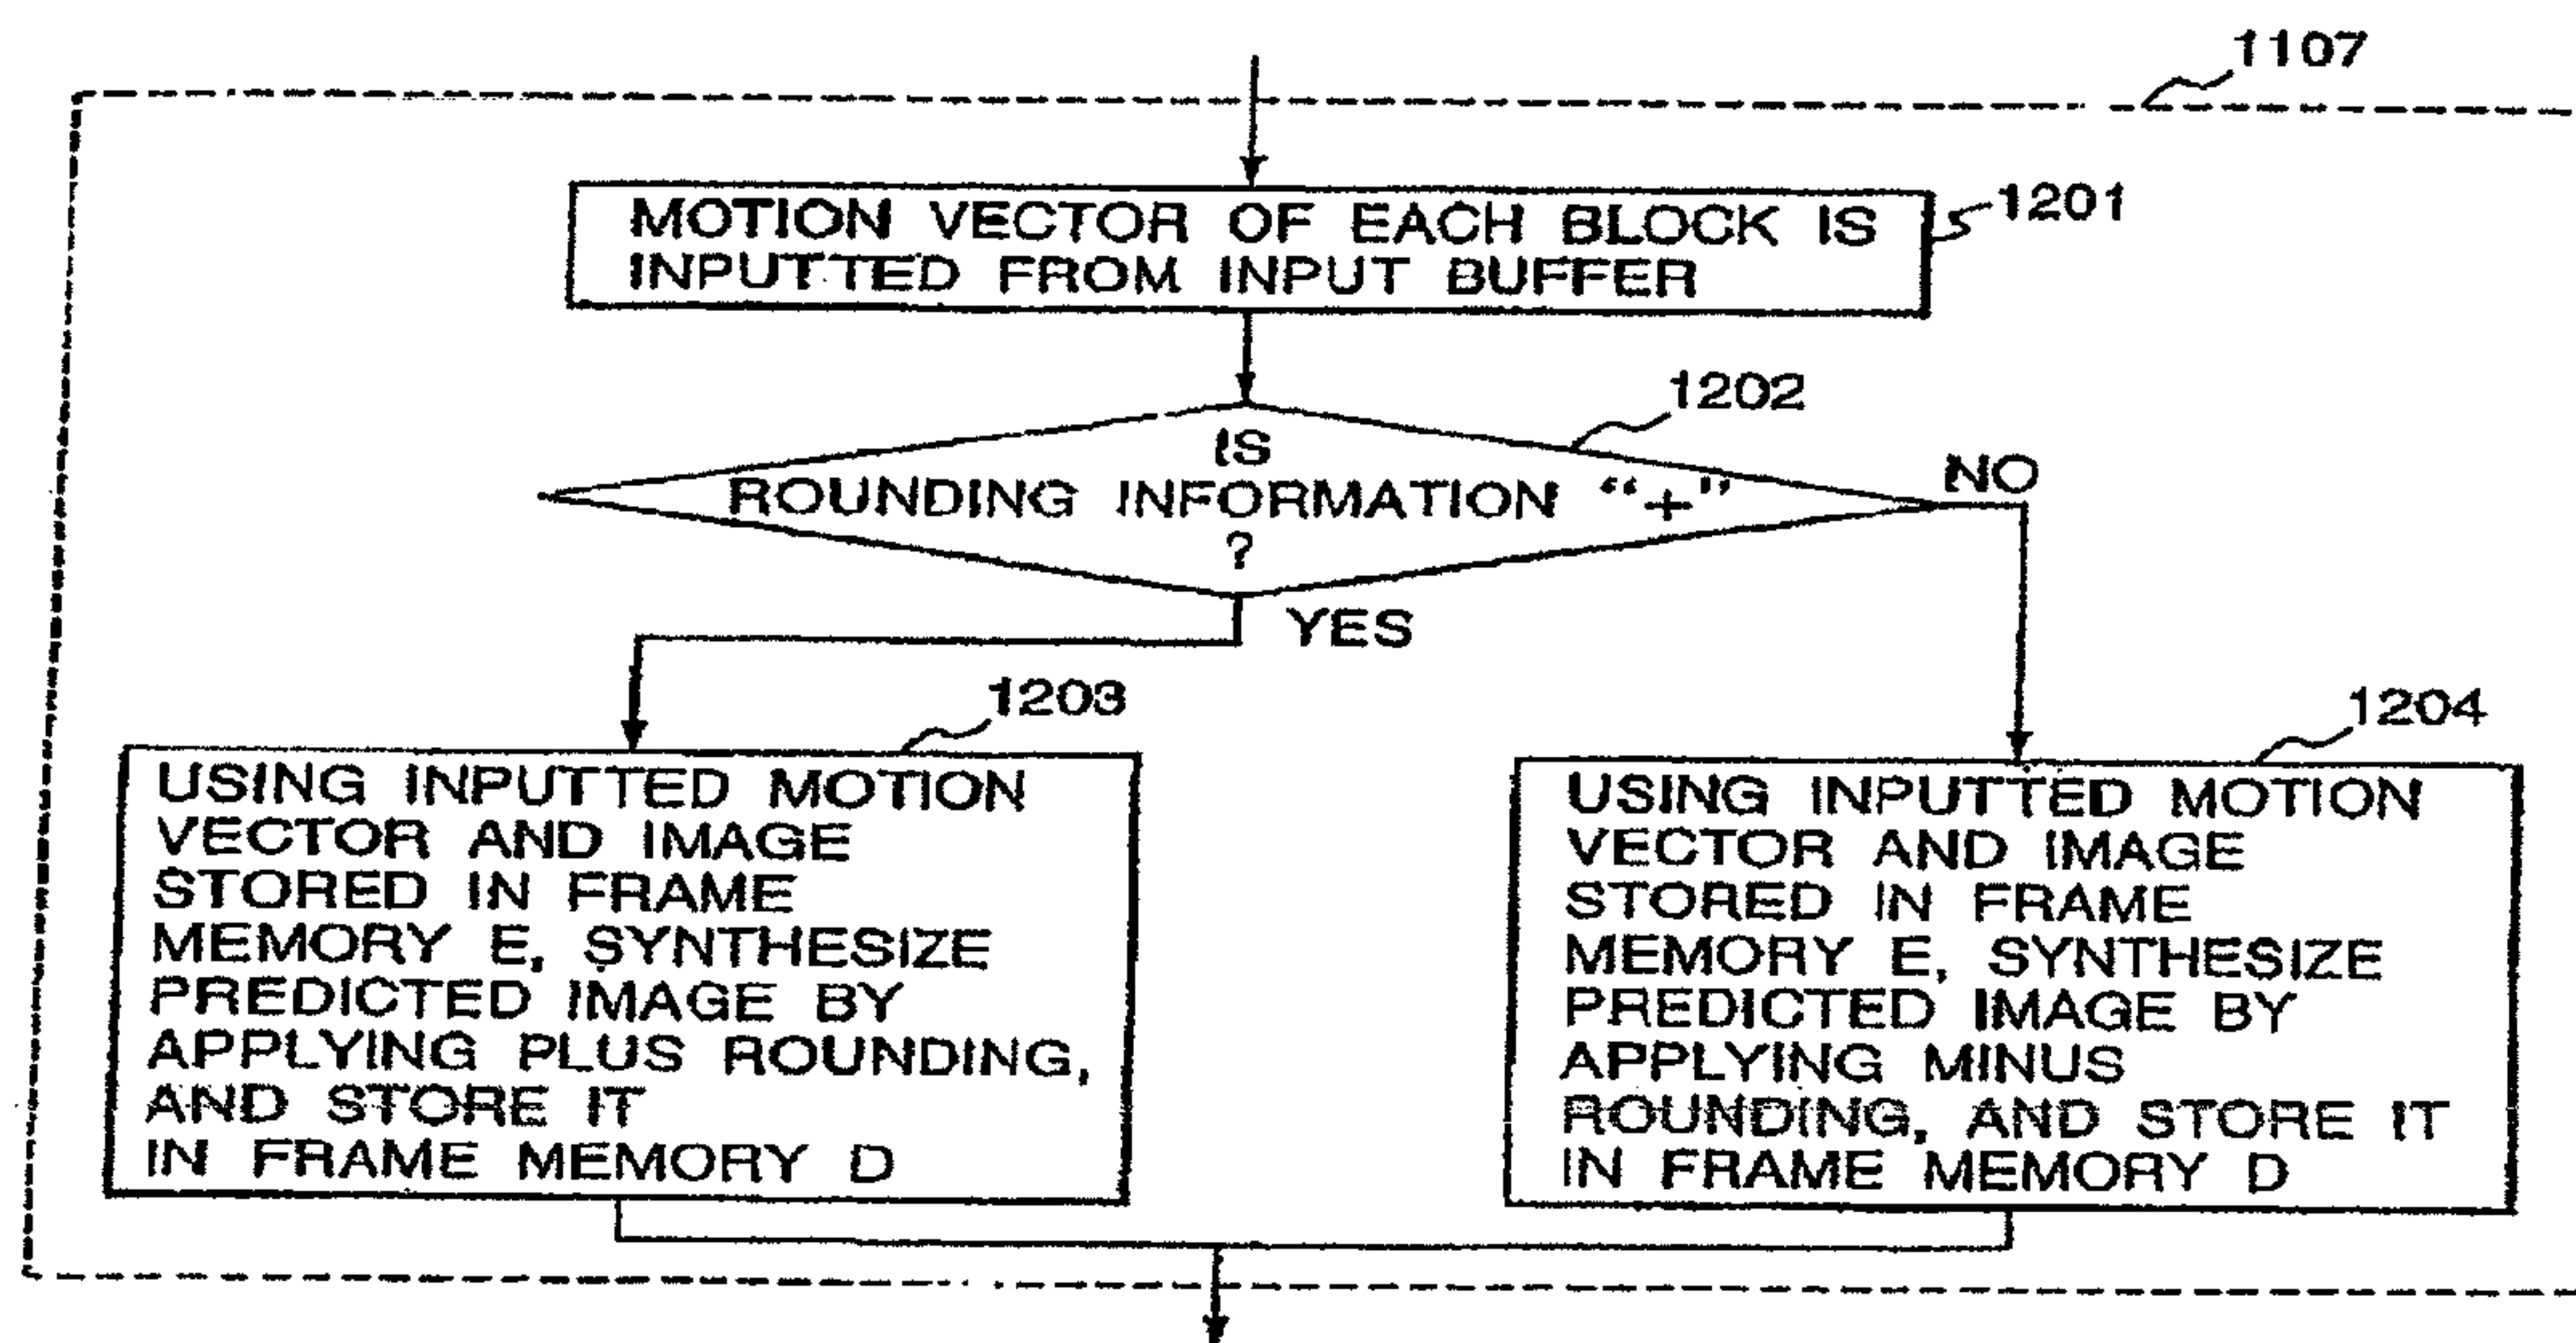 1107
MOTION VECTOR OF EACH BLOCK IS
INPUTTED FROM INPUT BUFFER
1201
1202
IS
ROUNDING INFORMATION “+”
?
NO
YES
1203
USING INPUTTED MOTION
VECTOR AND IMAGE
STORED IN FRAME
MEMORY E, SYNTHESIZE
PREDICTED IMAGE BY
APPLYING PLUS ROUNDING,
AND STORE IT
IN FRAME MEMORY D
1204
USING INPUTTED MOTION
VECTOR AND IMAGE
STORED IN FRAME
MEMORY E, SYNTHESIZE
PREDICTED IMAGE BY
APPLYING MINUS
ROUNDING, AND STORE IT
IN FRAME MEMORY D